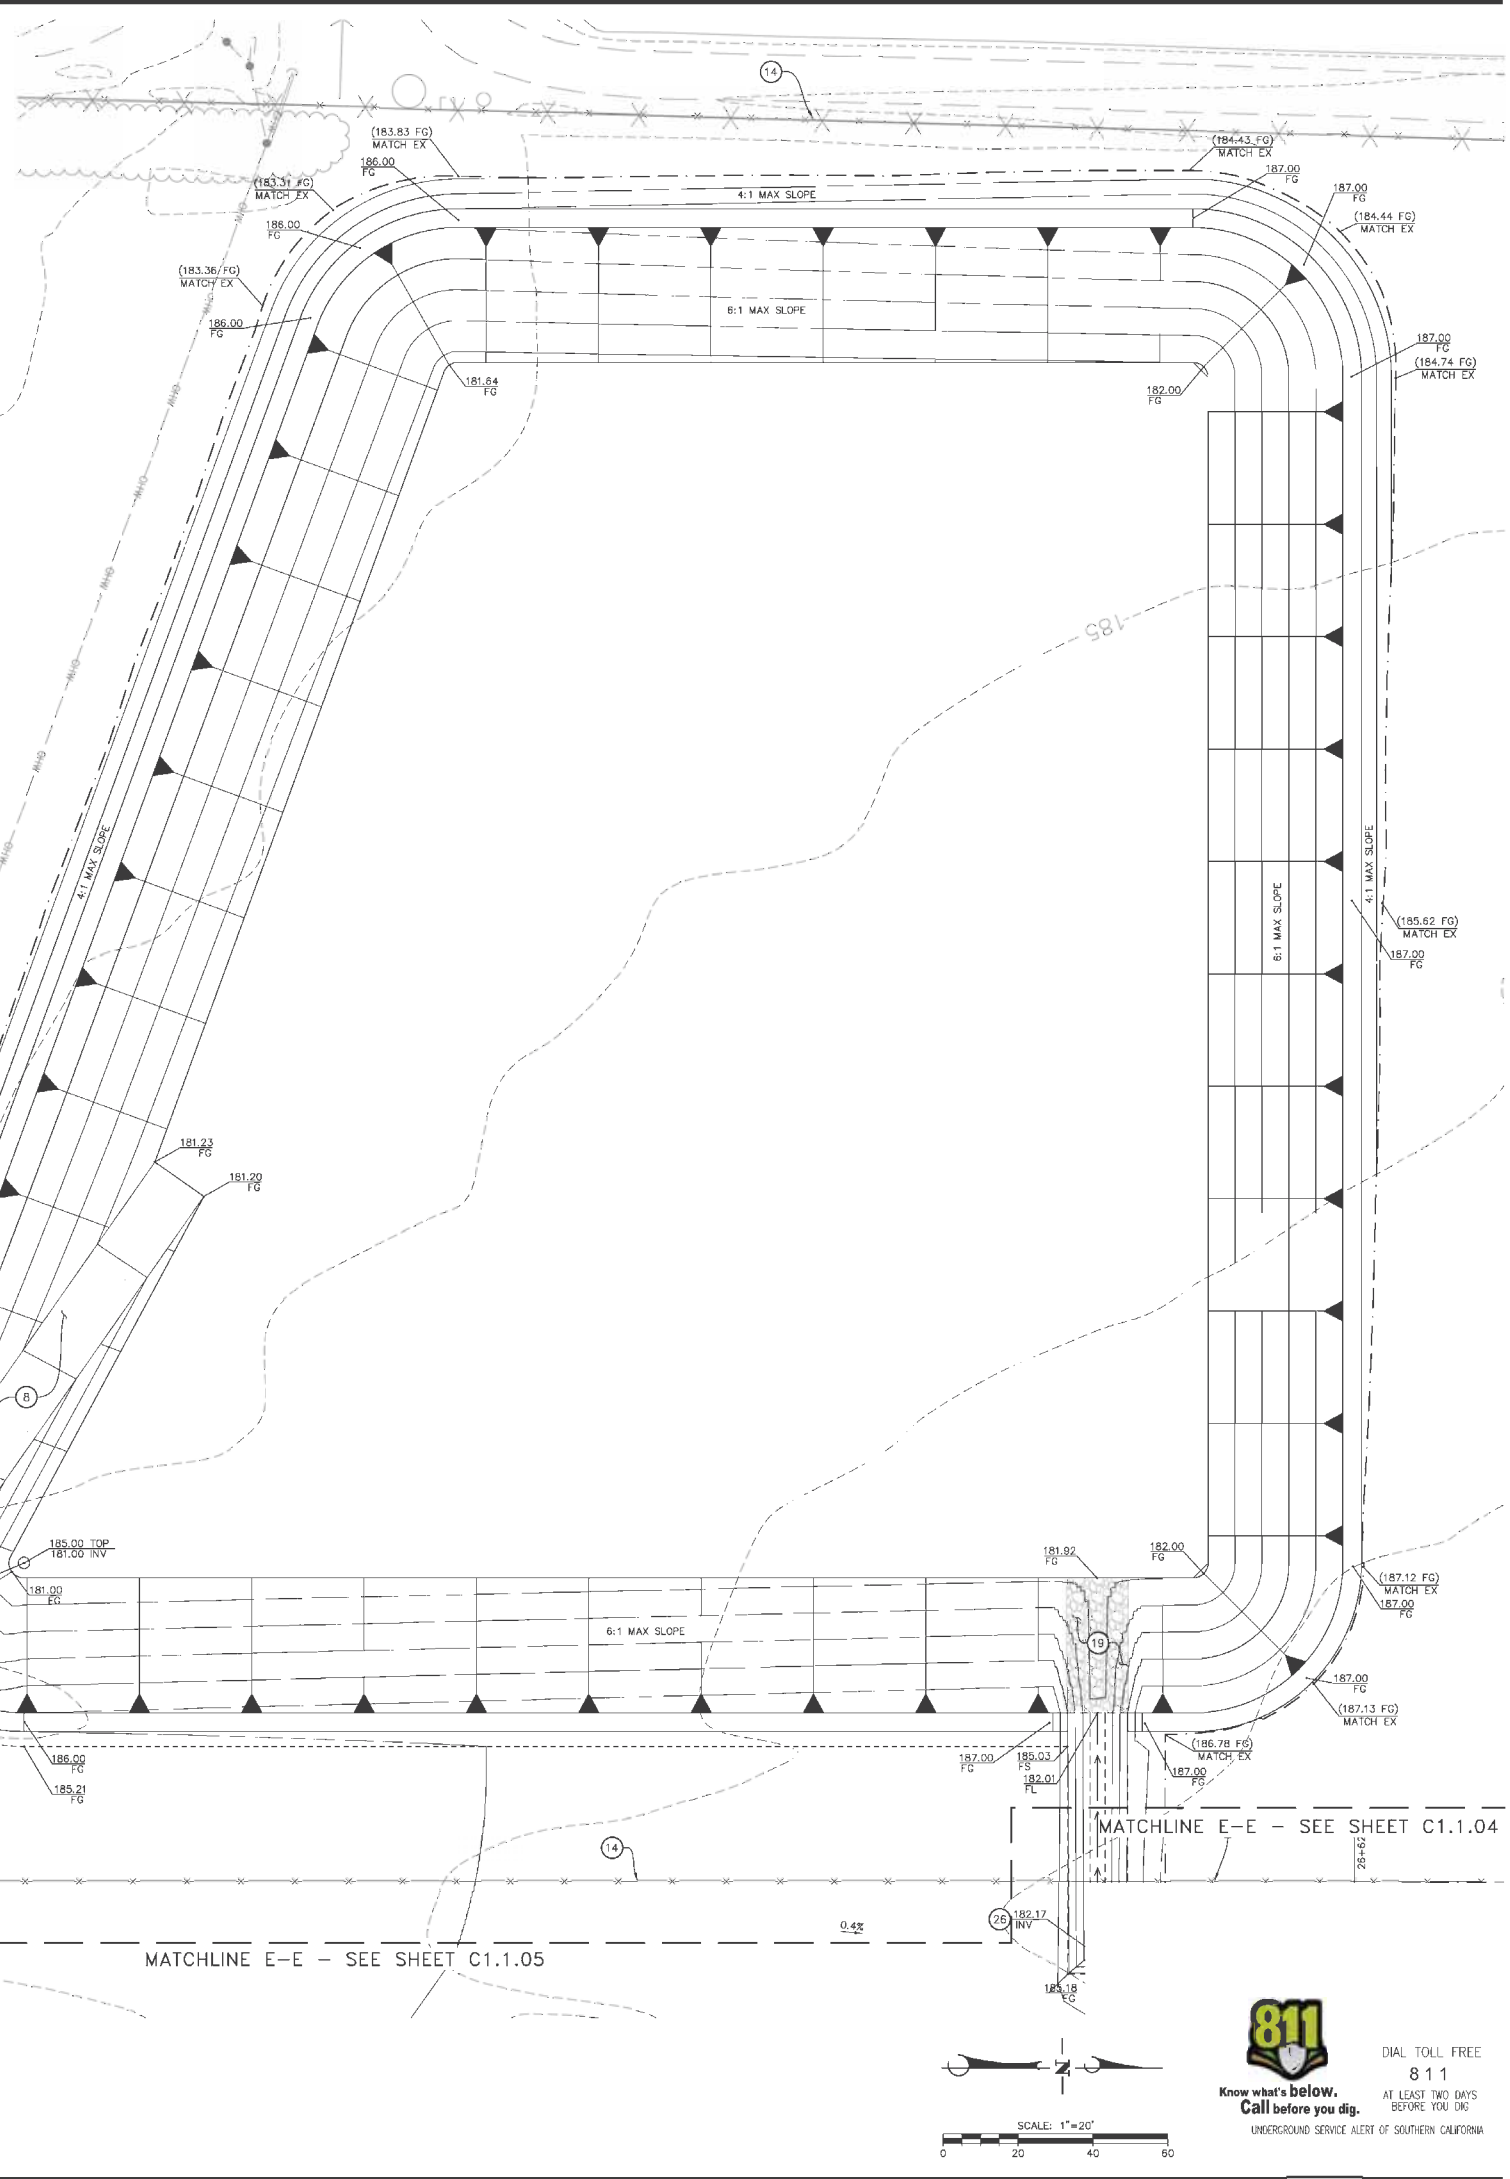 14
(183.83 FG)
MATCH EX
186.00
FG
(184.43 FG)
MATCH EX
187.00
FG
(183.31 FG)
MATCH EX
4:1 MAX SLOPE
187.00
FG
(184.44 FG)
MATCH EX
OHW
186.00
FG
(183.36 FG)
MATCH EX
OHW
186.00
FG
6:1 MAX SLOPE
187.00
FG
(184.74 FG)
MATCH EX
181.64
FG
182.00
FG
OHW
OHW
OHW
185
OHW
OHW
OHW
4:1 MAX SLOPE
4:1 MAX SLOPE
6:1 MAX SLOPE
(185.62 FG)
MATCH EX
187.00
FG
181.23
FG
181.20
FG
8
185.00 TOP
181.00 INV
181.00
FG
181.92
FG
182.00
FG
(187.12 FG)
MATCH EX
187.00
FG
6:1 MAX SLOPE
19
187.00
FG
(187.13 FG)
MATCH EX
186.00
FG
185.21
FG
187.00
FG
185.03
FS
182.01
FL
(186.78 FG)
MATCH EX
187.00
FG
MATCHLINE E-E - SEE SHEET C1.1.04
14
26+62
26
182.17
INV
0.4%
MATCHLINE E-E - SEE SHEET C1.1.05
FG
N
SCALE: 1"=20'
0 20 40 60
811
Know what's below.
Call before you dig.
DIAL TOLL FREE
811
AT LEAST TWO DAYS
BEFORE YOU DIG
UNDERGROUND SERVICE ALERT OF SOUTHERN CALIFORNIA